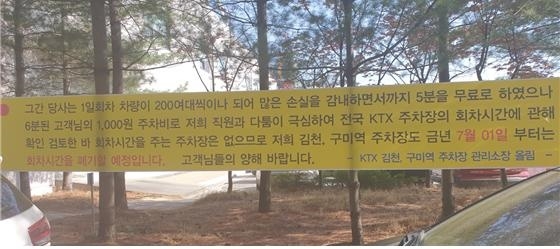 그간 당사는 1일회차 차량이 200여대씩이나 되어 많은 손실을 감내하면서까지 5분을 무료로 하였으나
6분된 고객님의 1,000원 주차비로 저희 직원과 다툼이 극심하여 전국 KTX 주차장의 회차시간에 관해
확인 검토한 바 회차시간을 주는 주차장은 없으므로 저희 김천, 구미역 주차장도 금년 7월 01일 부터는
회차시간을 폐기할 예정입니다. 고객님들의 양해 바랍니다. - KTX 김천, 구미역 주차장 관리소장 올림 -